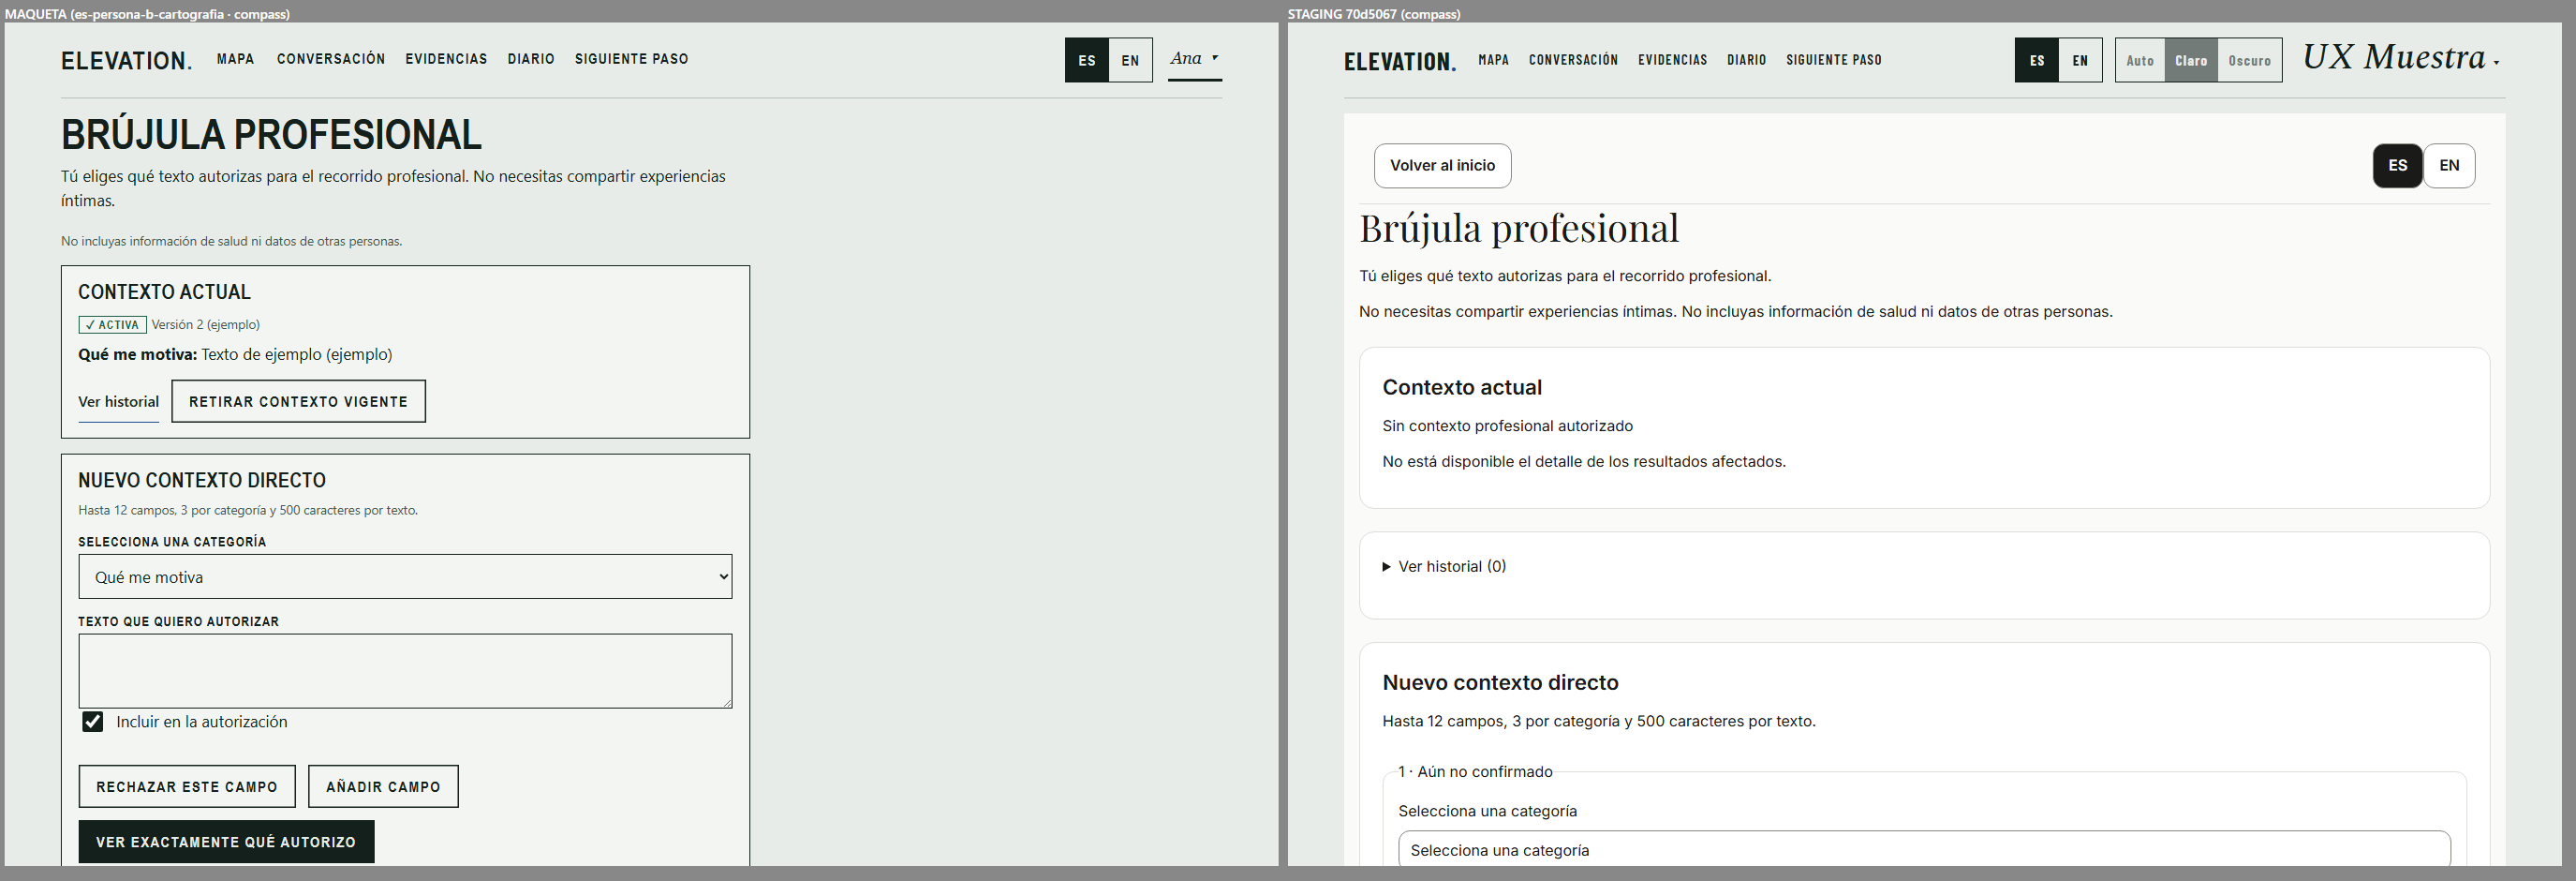 MAQUETA (es-persona-b-cartografia · compass)
ELEVATION.
MAPA
CONVERSACIÓN
EVIDENCIAS
DIARIO
SIGUIENTE PASO
ES
EN
Ana
BRÚJULA PROFESIONAL
Tú eliges qué texto autorizas para el recorrido profesional. No necesitas compartir experiencias
íntimas.
No incluyas información de salud ni datos de otras personas.
CONTEXTO ACTUAL
✓ ACTIVA Versión 2 (ejemplo)
Qué me motiva: Texto de ejemplo (ejemplo)
Ver historial
RETIRAR CONTEXTO VIGENTE
NUEVO CONTEXTO DIRECTO
Hasta 12 campos, 3 por categoría y 500 caracteres por texto.
SELECCIONA UNA CATEGORÍA
Qué me motiva
TEXTO QUE QUIERO AUTORIZAR
Incluir en la autorización
RECHAZAR ESTE CAMPO
AÑADIR CAMPO
VER EXACTAMENTE QUÉ AUTORIZO
STAGING 70d5067 (compass)
ELEVATION.
MAPA
CONVERSACIÓN
EVIDENCIAS
DIARIO
SIGUIENTE PASO
ES
EN
Auto
Claro
Oscuro
UX Muestra
Volver al inicio
ES
EN
Brújula profesional
Tú eliges qué texto autorizas para el recorrido profesional.
No necesitas compartir experiencias íntimas. No incluyas información de salud ni datos de otras personas.
Contexto actual
Sin contexto profesional autorizado
No está disponible el detalle de los resultados afectados.
Ver historial (0)
Nuevo contexto directo
Hasta 12 campos, 3 por categoría y 500 caracteres por texto.
1 · Aún no confirmado
Selecciona una categoría
Selecciona una categoría